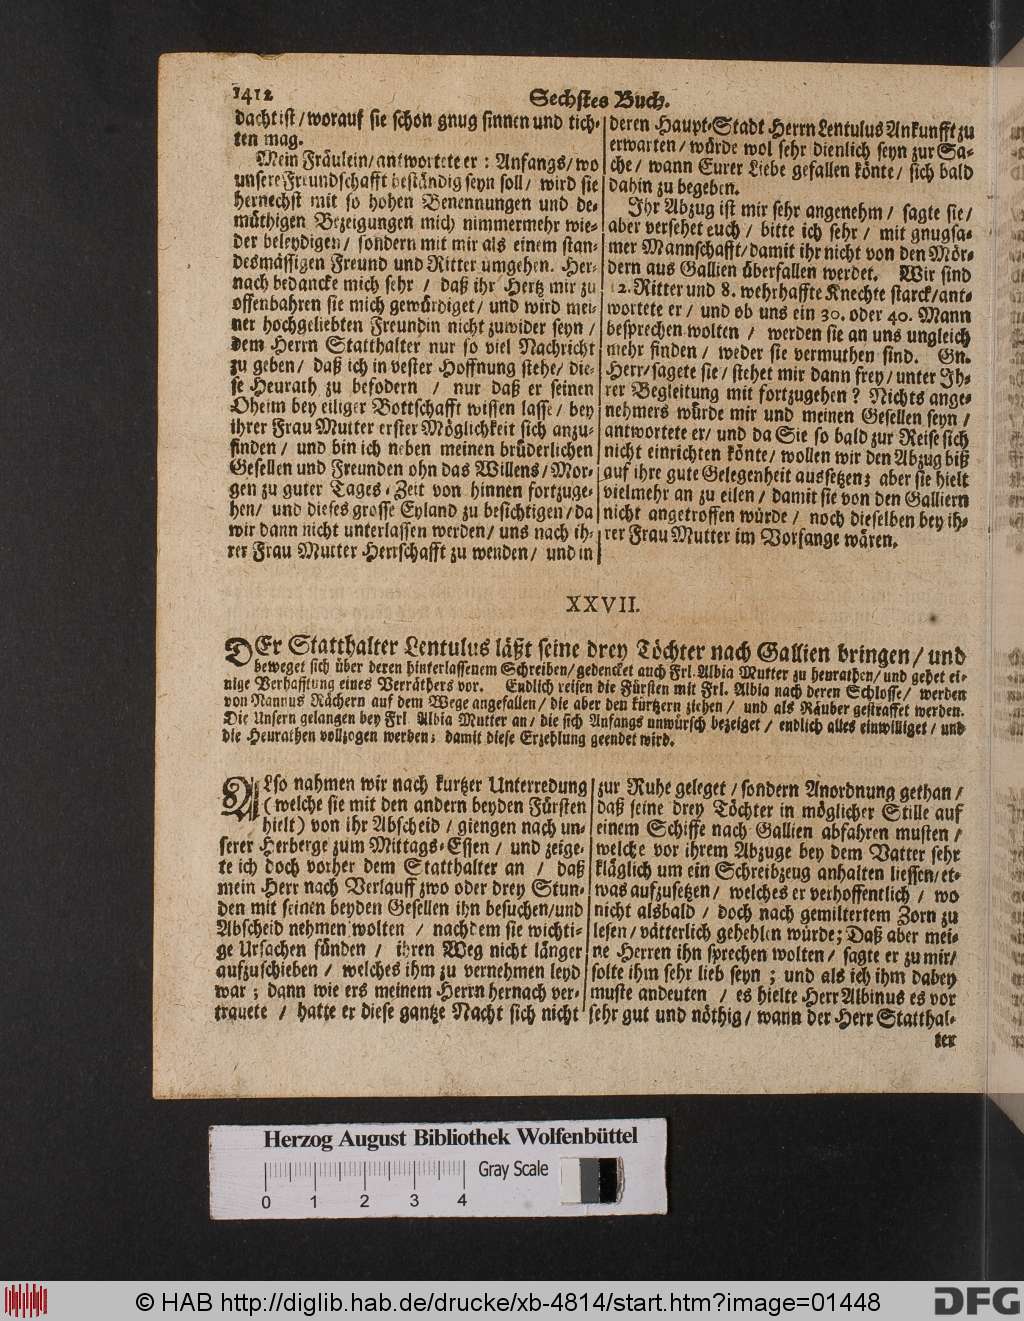 1412
Sechstes Buch.
dacht ist / worauf sie schon gnug sinnen und tich-
ten mag.
Mein Fräulein / antwortete er : Anfangs / wo
unsere Freundschafft beständig seyn soll / wird sie
hernechst mit so hohen Benennungen und de-
müthigen Bezeigungen mich nimmermehr wie-
der beleydigen / sondern mit mir als einem stan-
desmässigen Freund und Ritter umgehen. Her-
nach bedancke mich sehr / daß ihr Hertz mir zu
offenbahren sie mich gewürdiget / und wird mei-
ner hochgeliebten Freundin nicht zuwider seyn /
dem Herrn Statthalter nur so viel Nachricht
zu geben / daß ich in vester Hoffnung stehe / die-
se Heurath zu befodern / nur daß er seinen
Oheim bey eiliger Bottschafft wissen lasse / bey
ihrer Frau Mutter erster Möglichkeit sich anzu-
finden / und bin ich neben meinen brüderlichen
Gesellen und Freunden ohn das Willens / Mor-
gen zu guter Tages-Zeit von hinnen fortzuge-
hen / und dieses grosse Eyland zu besichtigen / da
wir dann nicht unterlassen werden / uns nach ih-
rer Frau Mutter Herrschafft zu wenden / und in
deren Haupt-Stadt Herrn Lentulus Ankunfft zu
erwarten / würde wol sehr dienlich seyn zur Sa-
che / wann Eurer Liebe gefallen könte / sich bald
dahin zu begeben.
Ihr Abzug ist mir sehr angenehm / sagte sie /
aber versehet euch / bitte ich sehr / mit gnugsa-
mer Mannschafft / damit ihr nicht von den Mör-
dern aus Gallien überfallen werdet. Wir sind
12. Ritter und 8. wehrhaffte Knechte starck / ant-
wortete er / und ob uns ein 30. oder 40. Mann
besprechen wolten / werden sie an uns ungleich
mehr finden / weder sie vermuthen sind. Gn.
Herr / sagete sie / stehet mir dann frey / unter Ih-
rer Begleitung mit fortzugehen ? Nichts ange-
nehmers würde mir und meinen Gesellen seyn /
antwortete er / und da Sie so bald zur Reise sich
nicht einrichten könte / wollen wir den Abzug biß
auf ihre gute Gelegenheit aussetzen ; aber sie hielt
vielmehr an zu eilen / damit sie von den Galliern
nicht angetroffen würde / noch dieselben bey ih-
rer Frau Mutter im Vorfange wären.
XXVII.
DEr Statthalter Lentulus läßt seine drey Töchter nach Gallien bringen / und
beweget sich über deren hinterlassenem Schreiben / gedencket auch Frl. Albia Mutter zu heurathen / und gehet ei-
nige Verhafftung eines Verräthers vor. Endlich reisen die Fürsten mit Frl. Albia nach deren Schlosse / werden
von Nannus Rächern auf dem Wege angefallen / die aber den kürtzern ziehen / und als Räuber gestraffet werden.
Die Unsern gelangen bey Frl. Albia Mutter an / die sich Anfangs unwürsch bezeiget / endlich alles einwilliget / und
die Heurathen vollzogen werden ; damit diese Erzehlung geendet wird.
ALso nahmen wir nach kurtzer Unterredung
( welche sie mit den andern beyden Fürsten
hielt ) von ihr Abscheid / giengen nach un-
serer Herberge zum Mittags-Essen / und zeige-
te ich doch vorher dem Statthalter an / daß
mein Herr nach Verlauff zwo oder drey Stun-
den mit seinen beyden Gesellen ihn besuchen / und
Abscheid nehmen wolten / nachdem sie wichti-
ge Ursachen fünden / ihren Weg nicht länger
aufzuschieben / welches ihm zu vernehmen leyd
war ; dann wie ers meinem Herrn hernach ver-
trauete / hatte er diese gantze Nacht sich nicht
zur Ruhe geleget / sondern Anordnung gethan /
daß seine drey Töchter in möglicher Stille auf
einem Schiffe nach Gallien abfahren musten /
welche vor ihrem Abzuge bey dem Vatter sehr
kläglich um ein Schreibzeug anhalten liessen / et-
was aufzusetzen / welches er verhoffentlich / wo
nicht alsbald / doch nach gemiltertem Zorn zu
lesen / vätterlich gehehlen würde ; Daß aber mei-
ne Herren ihn sprechen wolten / sagte er zu mir /
solte ihm sehr lieb seyn ; und als ich ihm dabey
muste andeuten / es hielte Herr Albinus es vor
sehr gut und nöthig / wann der Herr Statthal-
ter
Herzog August Bibliothek Wolfenbüttel
Gray Scale
0 1 2 3 4
© HAB http://diglib.hab.de/drucke/xb-4814/start.htm?image=01448
DFG